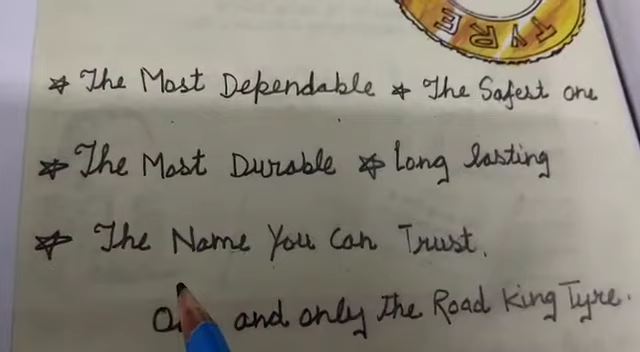 TYRE
☆ The Most Dependable ☆ The Safest one
☆ The Most Durable ☆ Long lasting
☆ The Name You Can Trust.
and only the Road King Tyre.